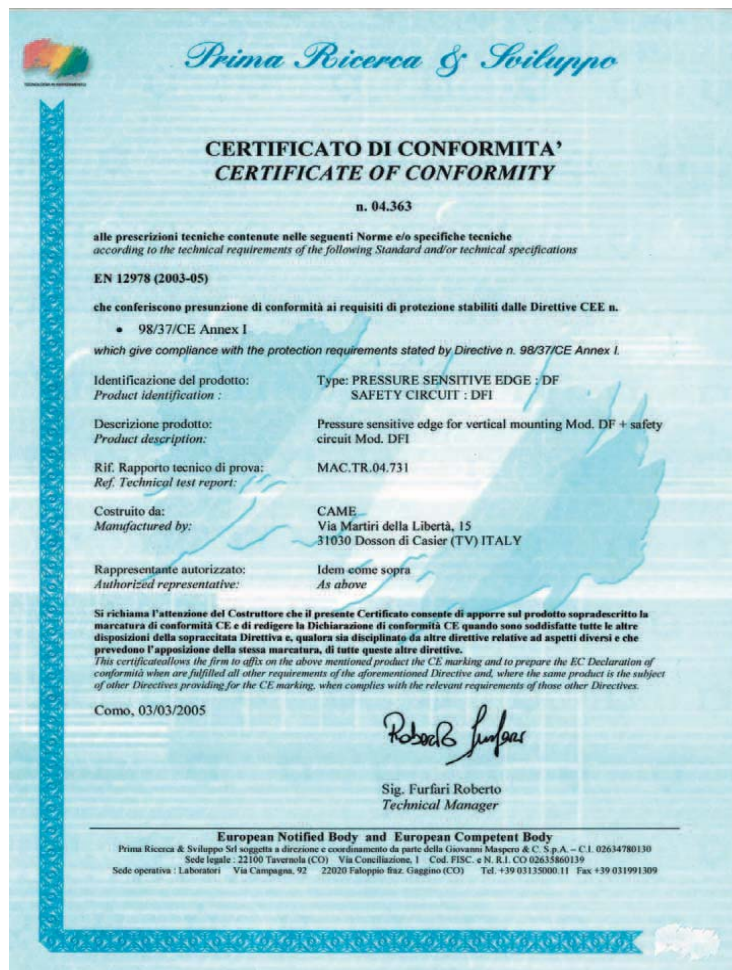 Prima Ricerca & Sviluppo
CERTIFICATO DI CONFORMITA'
CERTIFICATE OF CONFORMITY
n. 04.363
alle prescrizioni tecniche contenute nelle seguenti Norme e/o specifiche tecniche
according to the technical requirements of the following Standard and/or technical specifications
EN 12978 (2003-05)
che conferiscono presunzione di conformità ai requisiti di protezione stabiliti dalle Direttive CEE n.
• 98/37/CE Annex I
which give compliance with the protection requirements stated by Directive n. 98/37/CE Annex I.
Identificazione del prodotto: Type: PRESSURE SENSITIVE EDGE : DF
Product identification : SAFETY CIRCUIT : DFI
Descrizione prodotto: Pressure sensitive edge for vertical mounting Mod. DF + safety
Product description: circuit Mod. DFI
Rif. Rapporto tecnico di prova: MAC.TR.04.731
Ref. Technical test report:
Costruito da: CAME
Manufactured by: Via Martiri della Libertà, 15
31030 Dosson di Casier (TV) ITALY
Rappresentante autorizzato: Idem come sopra
Authorized representative: As above
Si richiama l'attenzione del Costruttore che il presente Certificato consente di apporre sul prodotto sopradescritto la
marcatura di conformità CE e di redigere la Dichiarazione di conformità CE quando sono soddisfatte tutte le altre
disposizioni della sopraccitata Direttiva e, qualora sia disciplinato da altre direttive relative ad aspetti diversi e che
prevedono l'apposizione della stessa marcatura, di tutte queste altre direttive.
This certificateallows the firm to affix on the above mentioned product the CE marking and to prepare the EC Declaration of
conformità when are fulfilled all other requirements of the aforementioned Directive and, where the same product is the subject
of other Directives providing for the CE marking, when complies with the relevant requirements of those other Directives.
Como, 03/03/2005
Roberto Furfari
Sig. Furfari Roberto
Technical Manager
European Notified Body and European Competent Body
Prima Ricerca & Sviluppo Srl soggetta a direzione e coordinamento da parte della Giovanni Maspero & C. S.p.A. – C.I. 02634780130
Sede legale : 22100 Tavernola (CO) Via Conciliazione, 1 Cod. FISC. e N. R.I. CO 02635860139
Sede operativa : Laboratori Via Campagna, 92 22020 Faloppio fraz. Gaggino (CO) Tel. +39 03135000.11 Fax +39 031991309